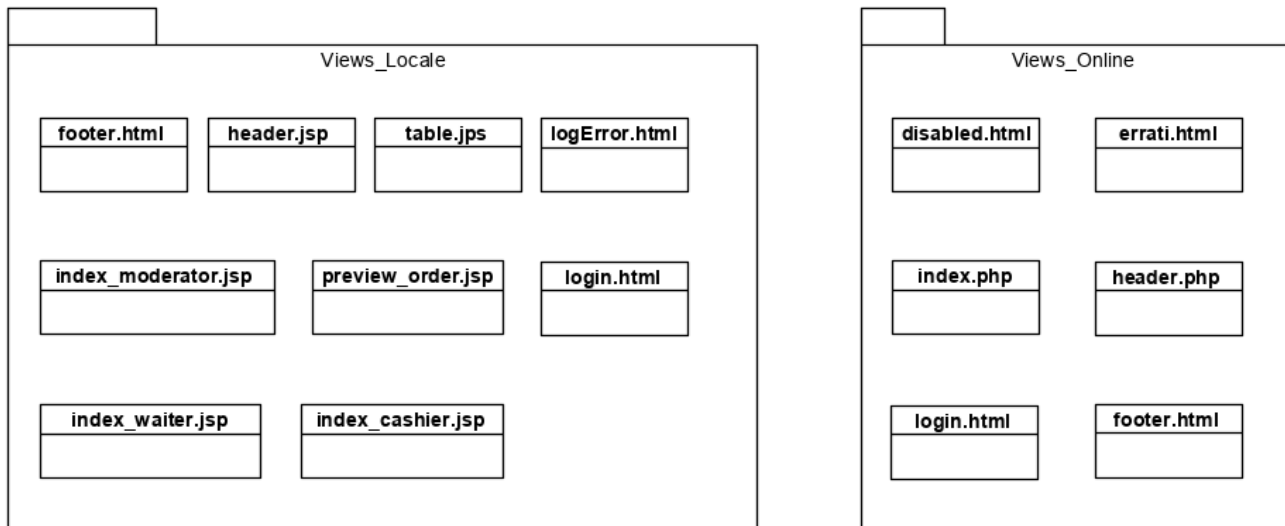 Views_Locale
footer.html
header.jsp
table.jps
logError.html
index_moderator.jsp
preview_order.jsp
login.html
index_waiter.jsp
index_cashier.jsp
Views_Online
disabled.html
errati.html
index.php
header.php
login.html
footer.html